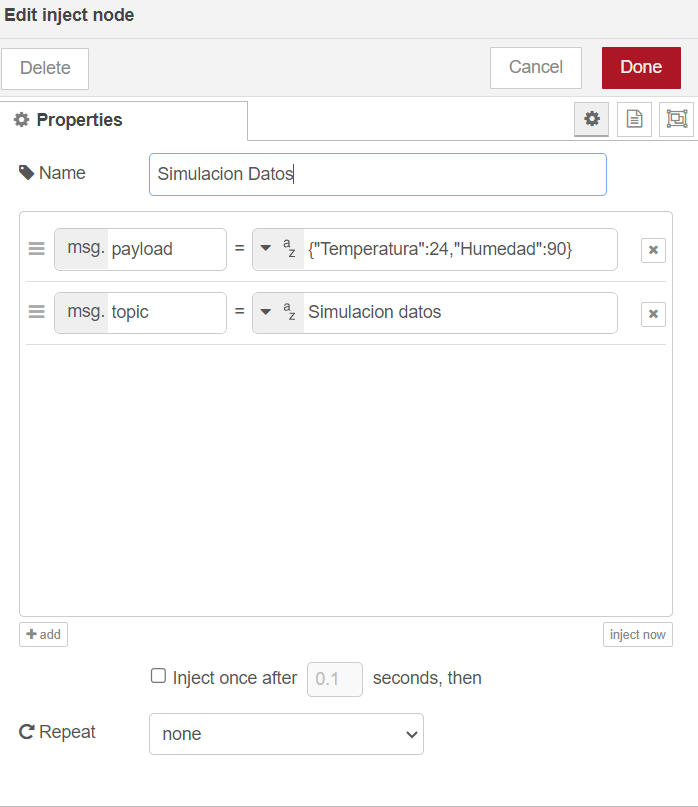 Edit inject node
Delete
Cancel
Done
Properties
Name
Simulacion Datos
msg. payload = az {"Temperatura":24,"Humedad":90}
msg. topic = az Simulacion datos
add
inject now
Inject once after 0.1 seconds, then
Repeat
none